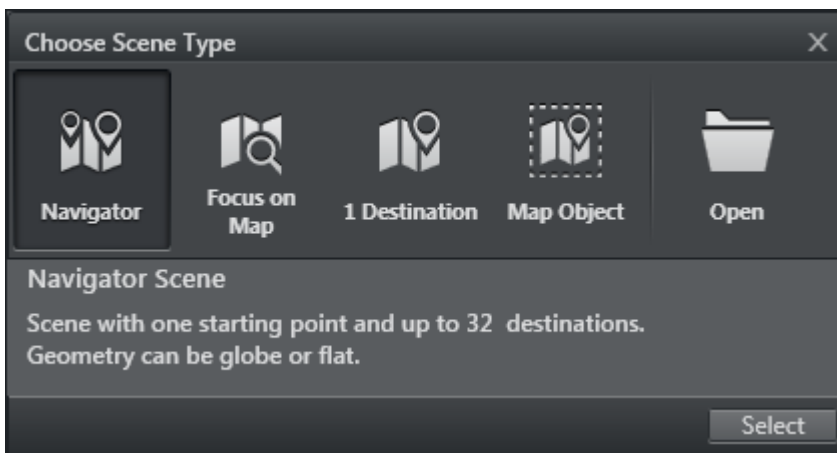 Choose Scene Type
Navigator
Focus on
Map
1 Destination
Map Object
Open
Navigator Scene
Scene with one starting point and up to 32 destinations.
Geometry can be globe or flat.
Select